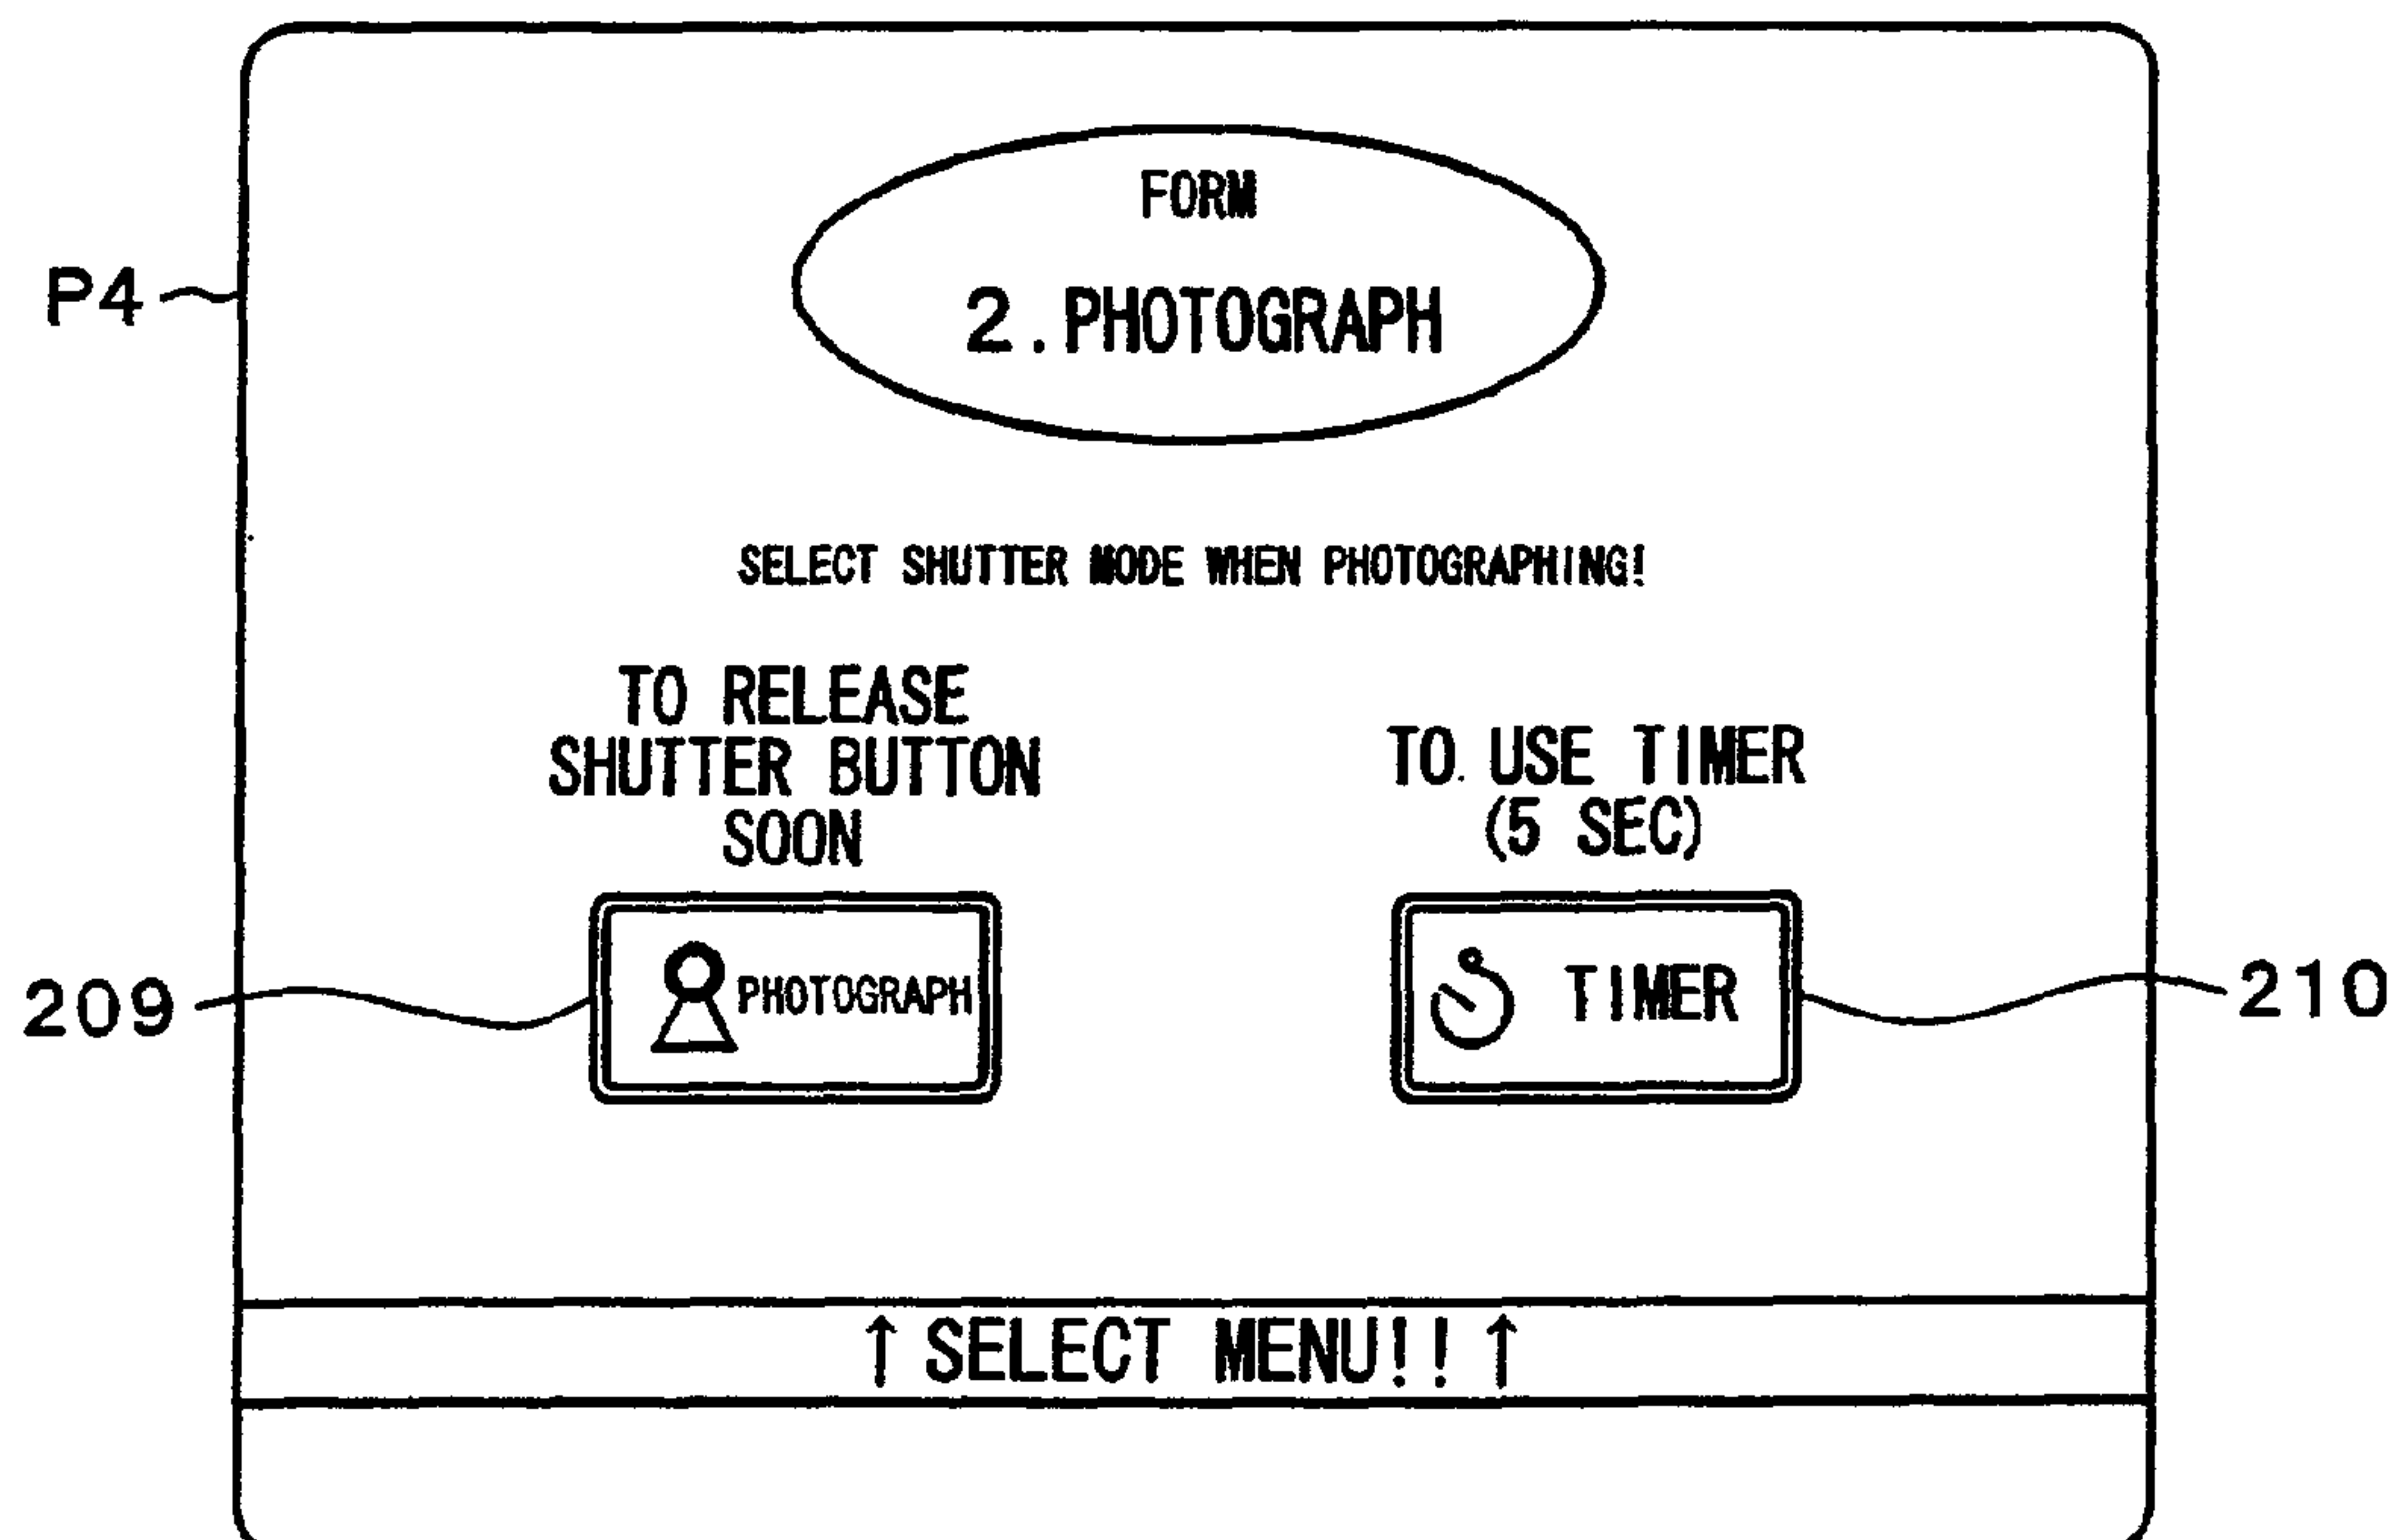 FORM
2.PHOTOGRAPH
P4
SELECT SHUTTER MODE WHEN PHOTOGRAPHING!
TO RELEASE
SHUTTER BUTTON
SOON
TO USE TIMER
(5 SEC)
209
PHOTOGRAPH
TIMER
210
↑ SELECT MENU!! ↑